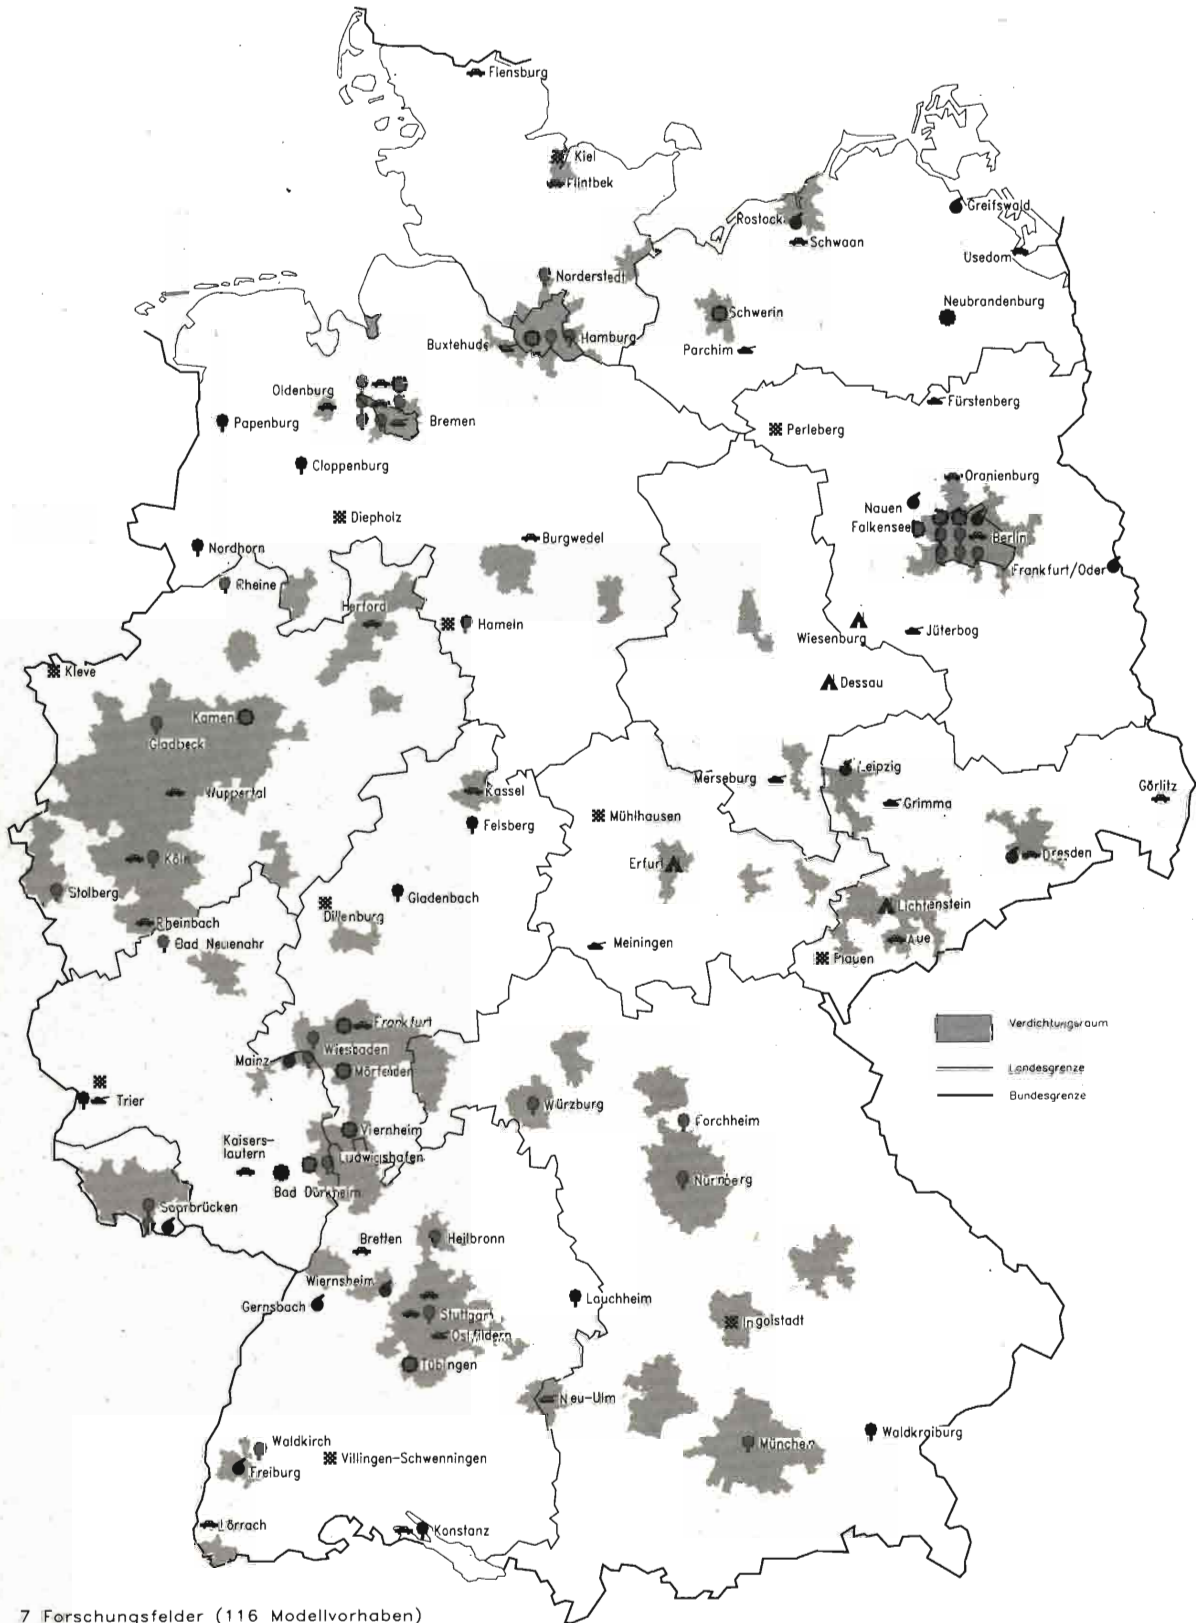 Flensburg
Kiel
Flintbek
Greifswald
Rostock
Schwaan
Usedom
Norderstedt
Neubrandenburg
Schwerin
Buxtehude
Hamburg
Parchim
Oldenburg
Fürstenberg
Papenburg
Bremen
Perleberg
Cloppenburg
Oranienburg
Nauen
Diepholz
Falkensee
Burgwedel
Berlin
Nordhorn
Frankfurt/Oder
Rheine
Herford
Hameln
Wiesenburg
Jüterbog
Kleve
Dessau
Kamen
Gladbeck
Leipzig
Merseburg
Görlitz
Kassel
Wuppertal
Grimma
Mühlhausen
Felsberg
Dresden
Köln
Erfurt
Stolberg
Gladenbach
Lichtenstein
Dillenburg
Rheinbach
Aue
Bad Neuenahr
Meiningen
Plauen
Frankfurt
Verdichtungsraum
Wiesbaden
Mainz
Landesgrenze
Mörfelden
Bundesgrenze
Trier
Würzburg
Forchheim
Viernheim
Kaisers-
lautern
Ludwigshafen
Nürnberg
Bad Dürkheim
Saarbrücken
Bretten
Heilbronn
Wiernsheim
Lauchheim
Gernsbach
Stuttgart
Ingolstadt
Ostfildern
Tübingen
Neu-Ulm
Waldkraiburg
Waldkirch
München
Villingen-Schwenningen
Freiburg
Lörrach
Konstanz
7 Forschungsfelder (116 Modellvorhaben)